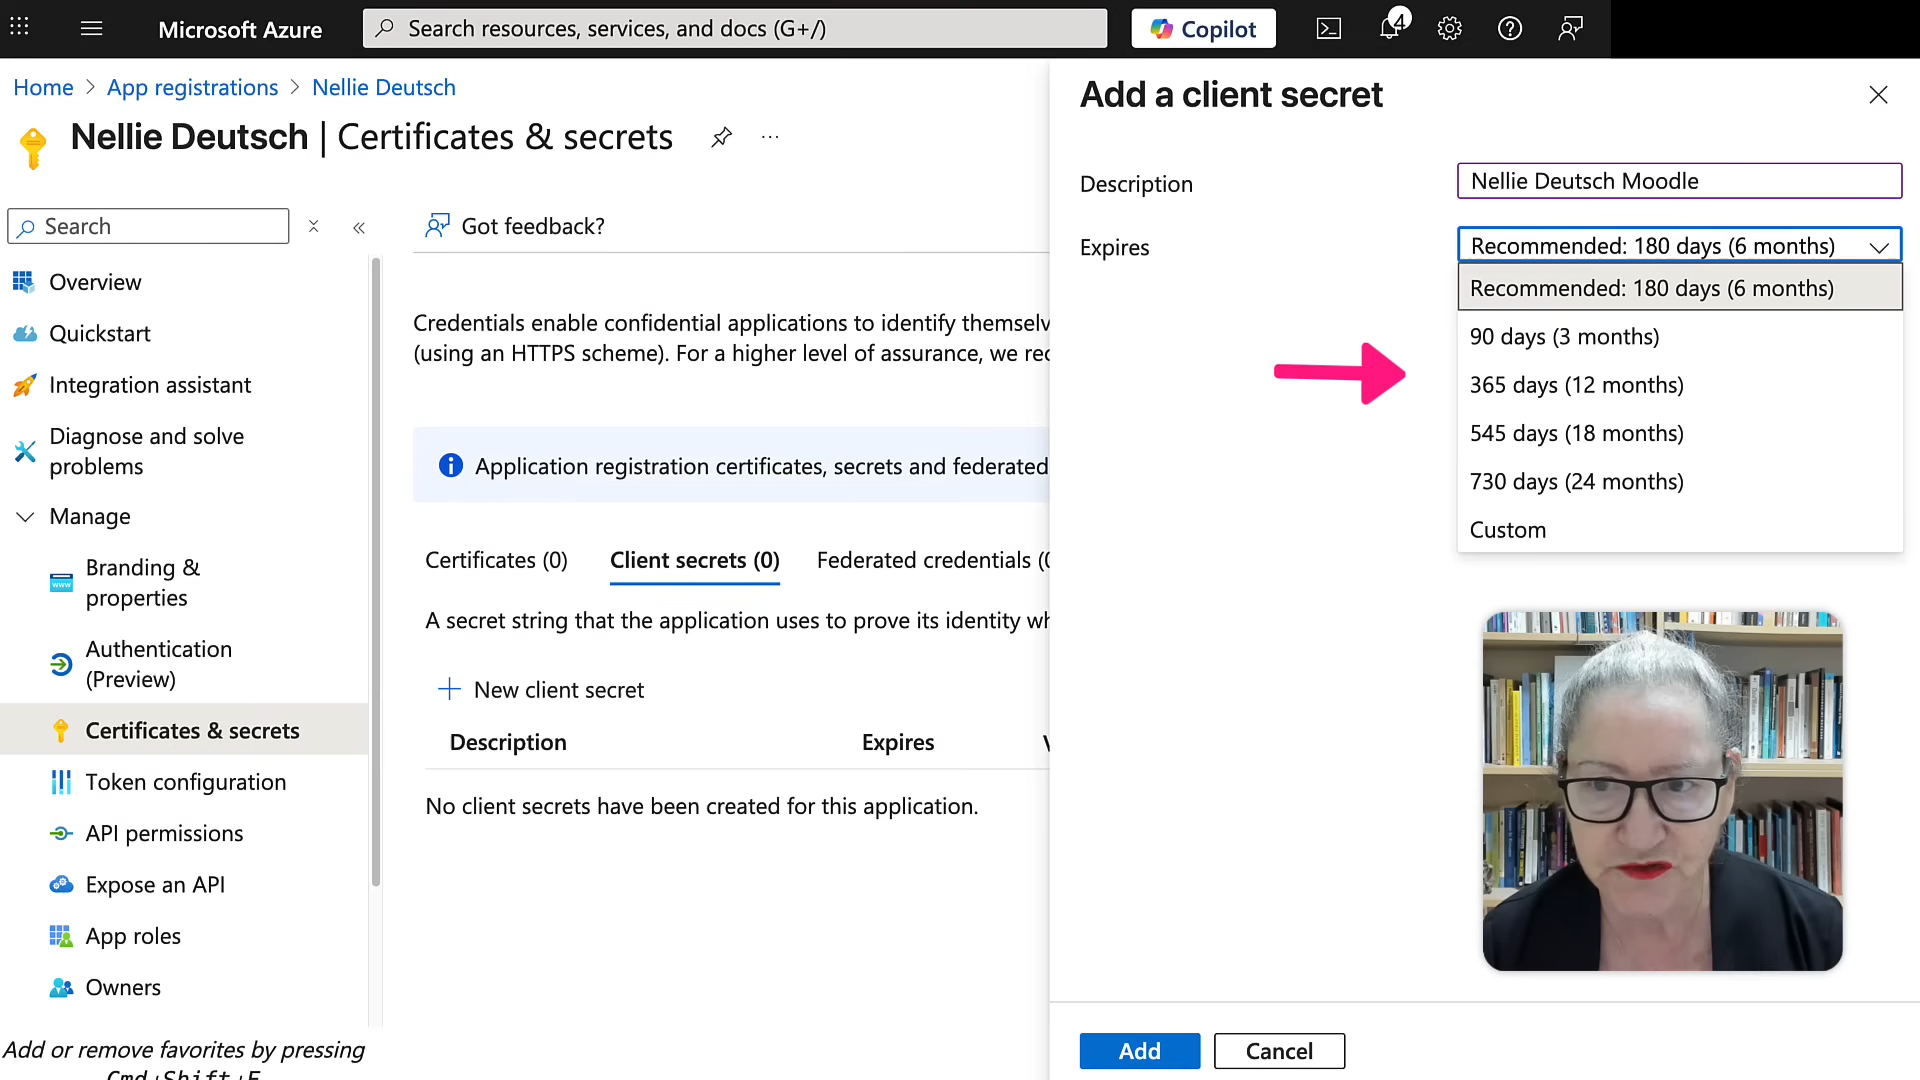 Microsoft Azure
Search resources, services, and docs (G+/)
Copilot
4
Home > App registrations > Nellie Deutsch
Nellie Deutsch | Certificates & secrets
Search
Overview
Quickstart
Integration assistant
Diagnose and solve
problems
Manage
Branding &
properties
Authentication
(Preview)
Certificates & secrets
Token configuration
API permissions
Expose an API
App roles
Owners
Add or remove favorites by pressing
Cmd+Shift+F
Got feedback?
Credentials enable confidential applications to identify themselv
(using an HTTPS scheme). For a higher level of assurance, we rec
Application registration certificates, secrets and federated
Certificates (0)
Client secrets (0)
Federated credentials (0
A secret string that the application uses to prove its identity wh
New client secret
Description
Expires
No client secrets have been created for this application.
Add a client secret
Description
Nellie Deutsch Moodle
Expires
Recommended: 180 days (6 months)
Recommended: 180 days (6 months)
90 days (3 months)
365 days (12 months)
545 days (18 months)
730 days (24 months)
Custom
Add
Cancel